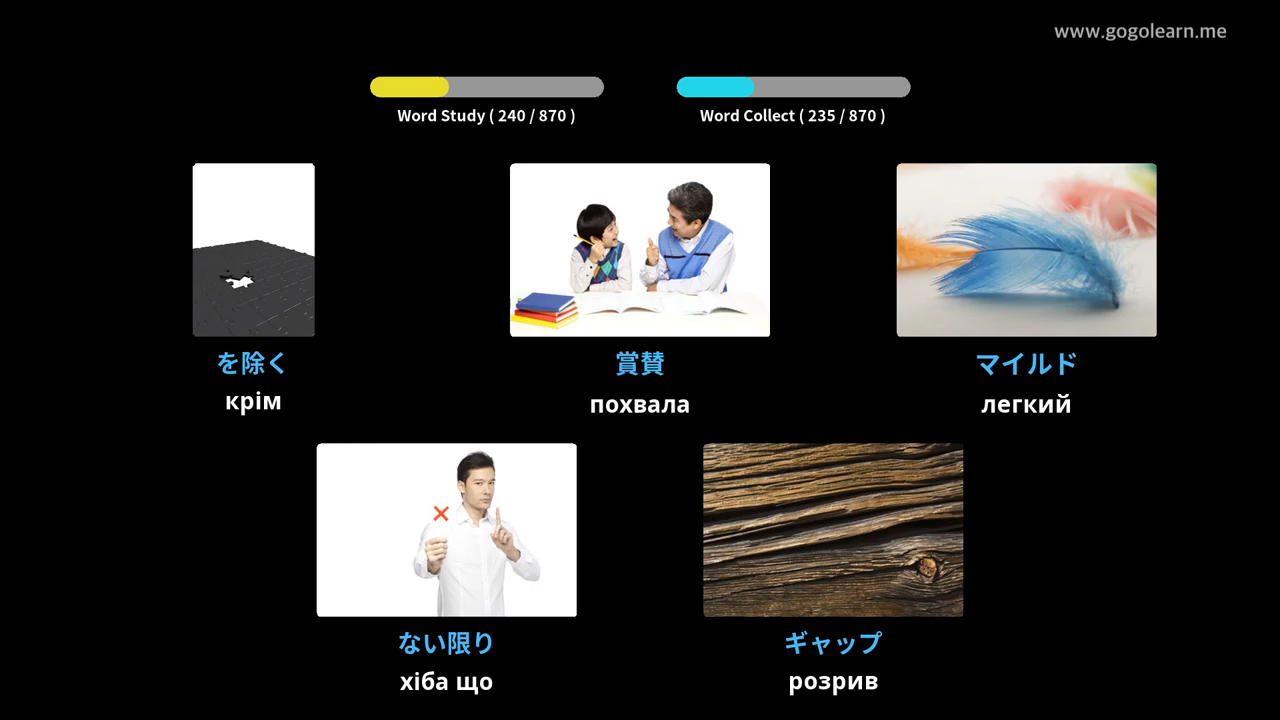 www.gogolearn.me
Word Study ( 240 / 870 )
Word Collect ( 235 / 870 )
を除く
крім
賞賛
похвала
マイルド
легкий
ない限り
хіба що
ギャップ
розрив